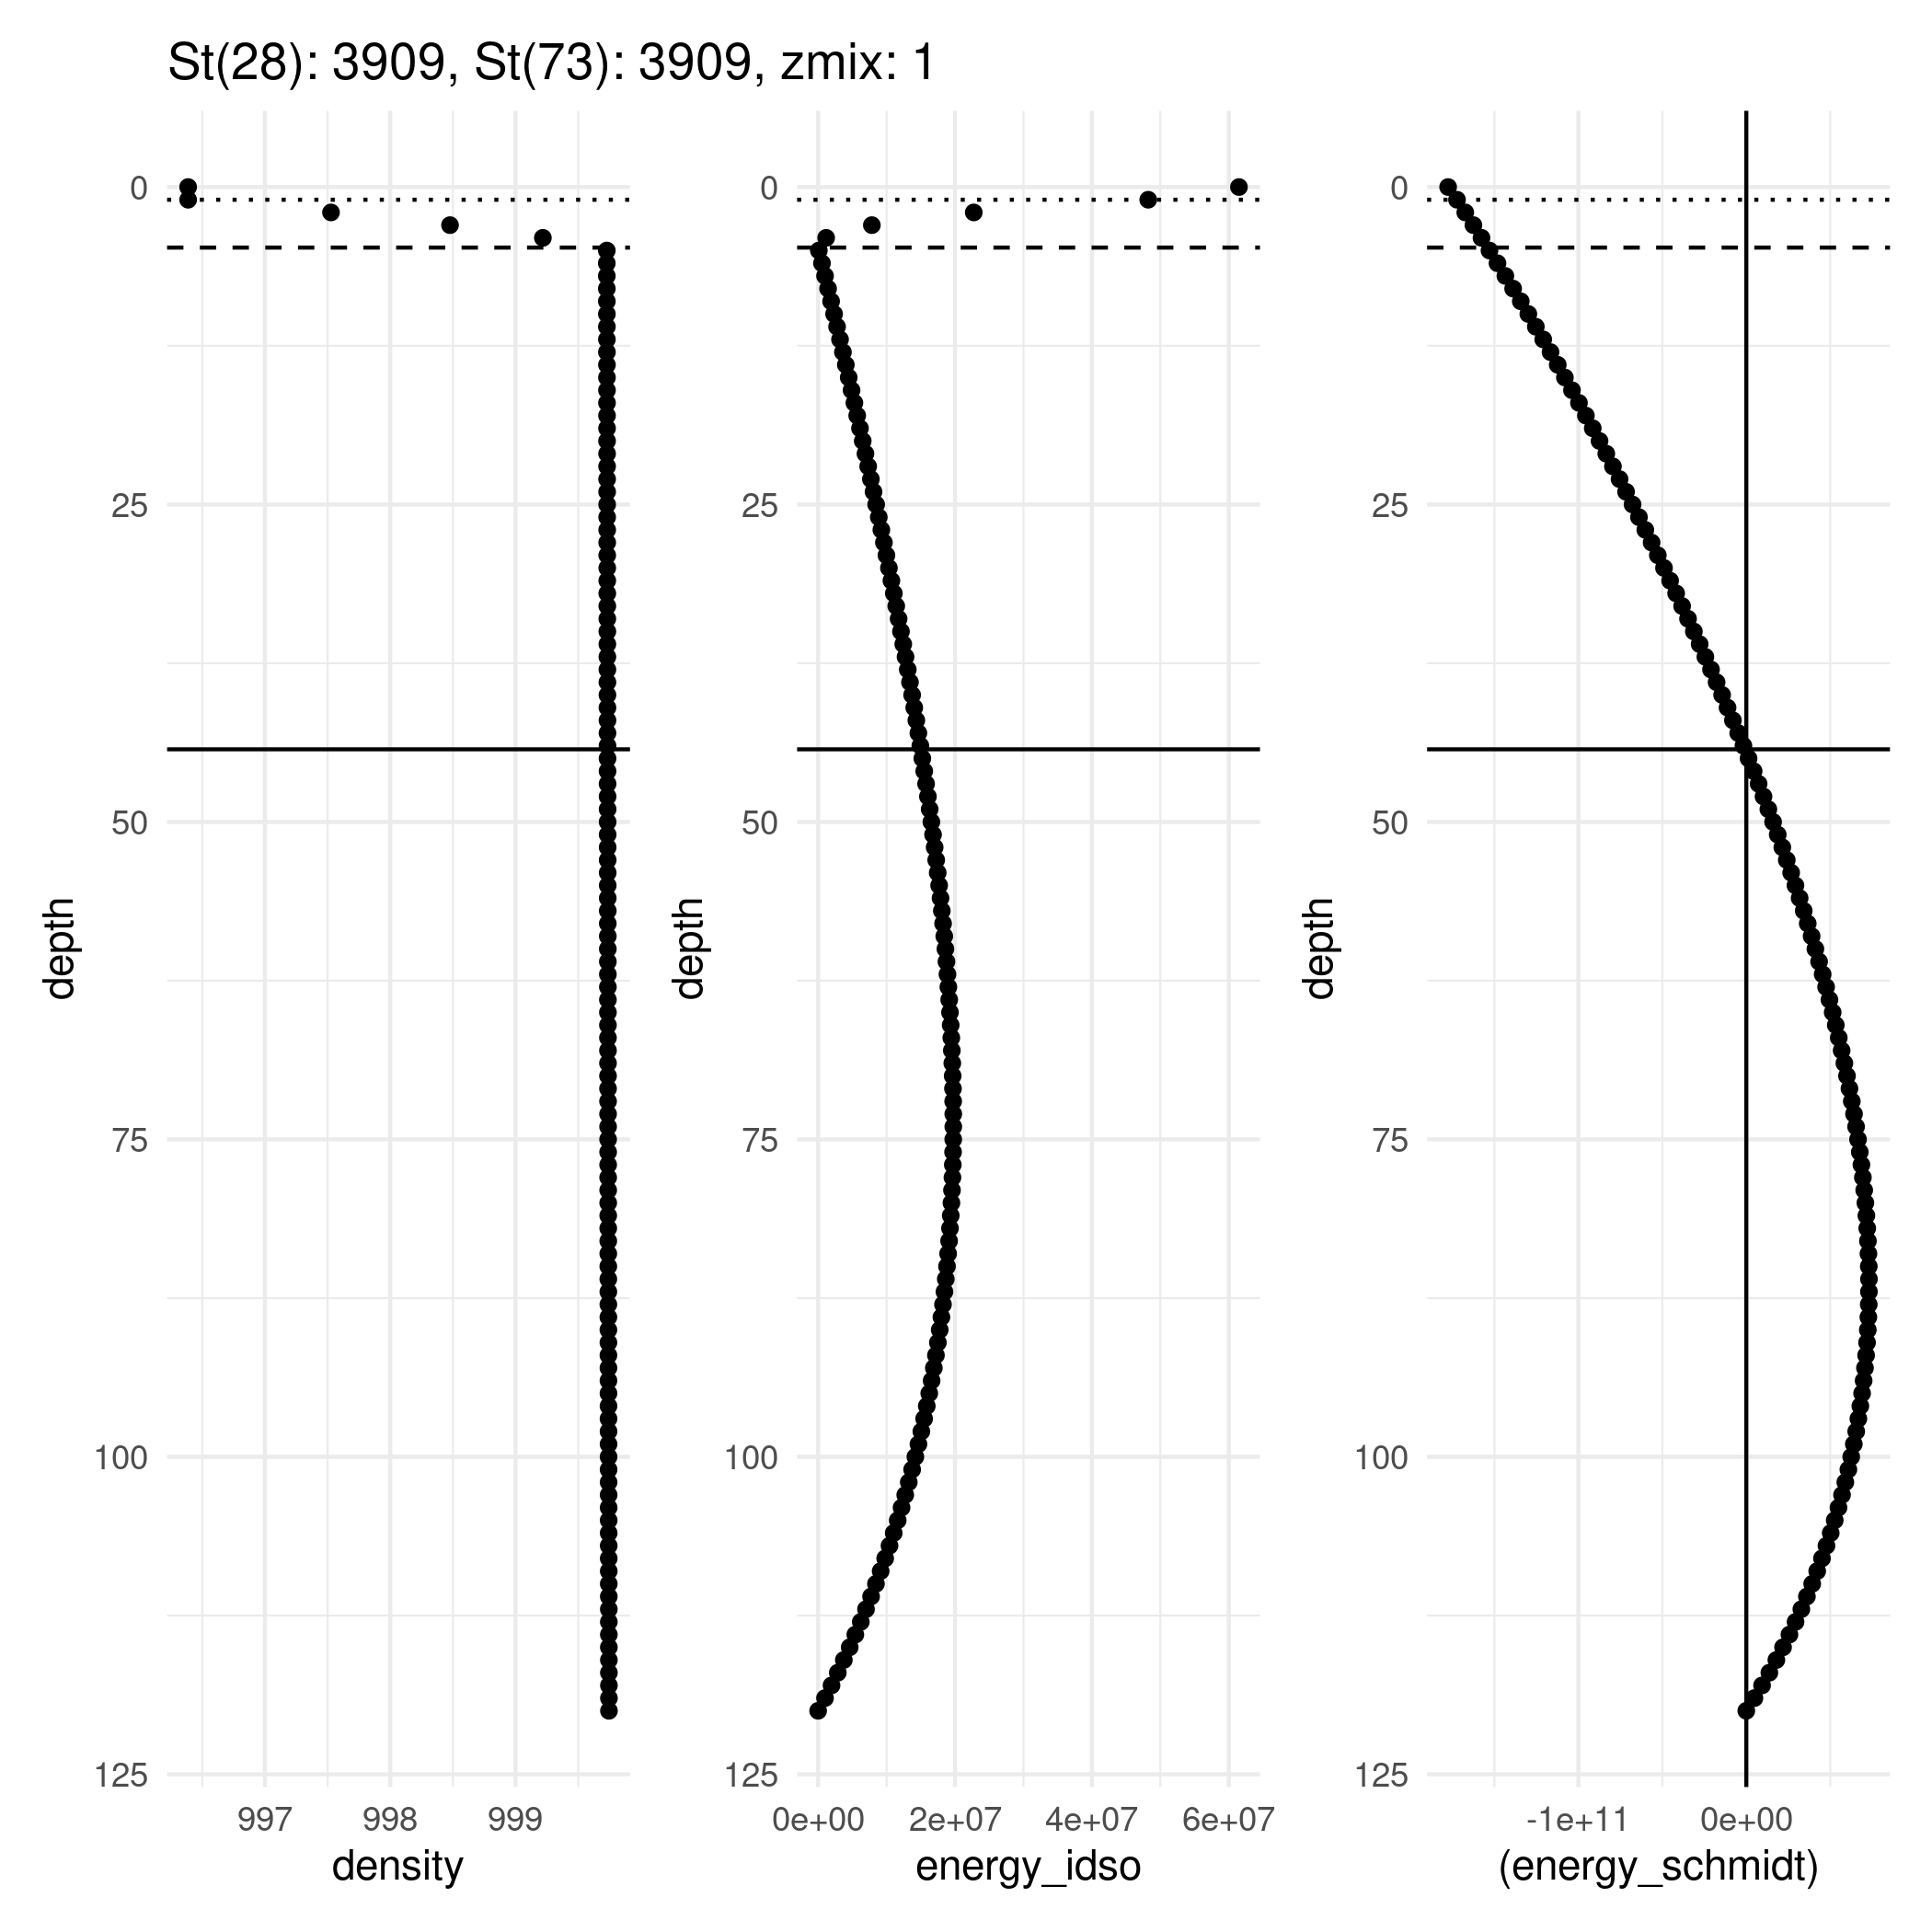 St(28): 3909, St(73): 3909, zmix: 1
depth
0
25
50
75
100
125
997 998 999
density
depth
0
25
50
75
100
125
0e+00 2e+07 4e+07 6e+07
energy_idso
depth
0
25
50
75
100
125
-1e+11 0e+00
(energy_schmidt)